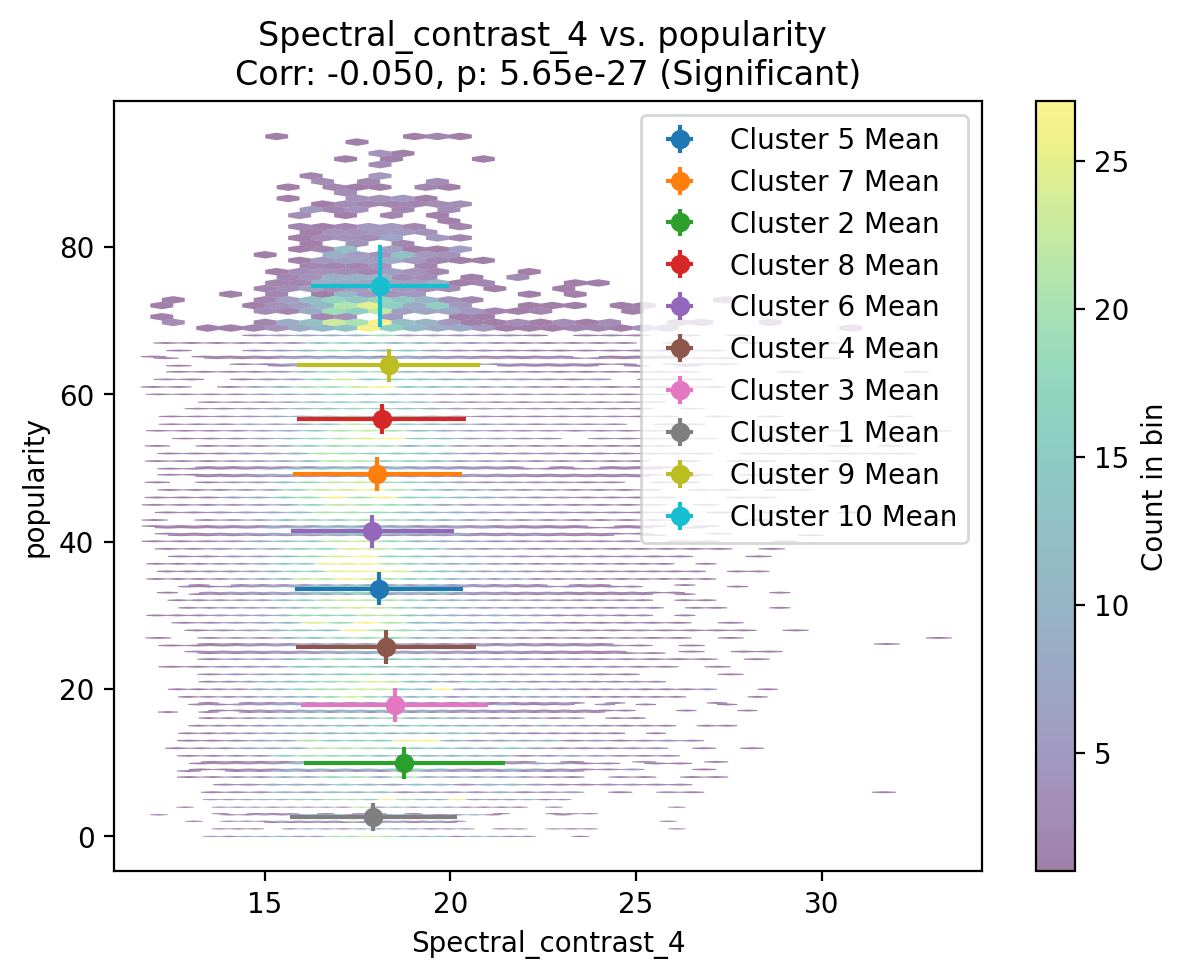 Spectral_contrast_4 vs. popularity
Corr: -0.050, p: 5.65e-27 (Significant)
Cluster 5 Mean
Cluster 7 Mean
Cluster 2 Mean
Cluster 8 Mean
Cluster 6 Mean
Cluster 4 Mean
Cluster 3 Mean
Cluster 1 Mean
Cluster 9 Mean
Cluster 10 Mean
popularity
80
60
40
20
0
15
20
25
30
Spectral_contrast_4
25
20
15
10
5
Count in bin